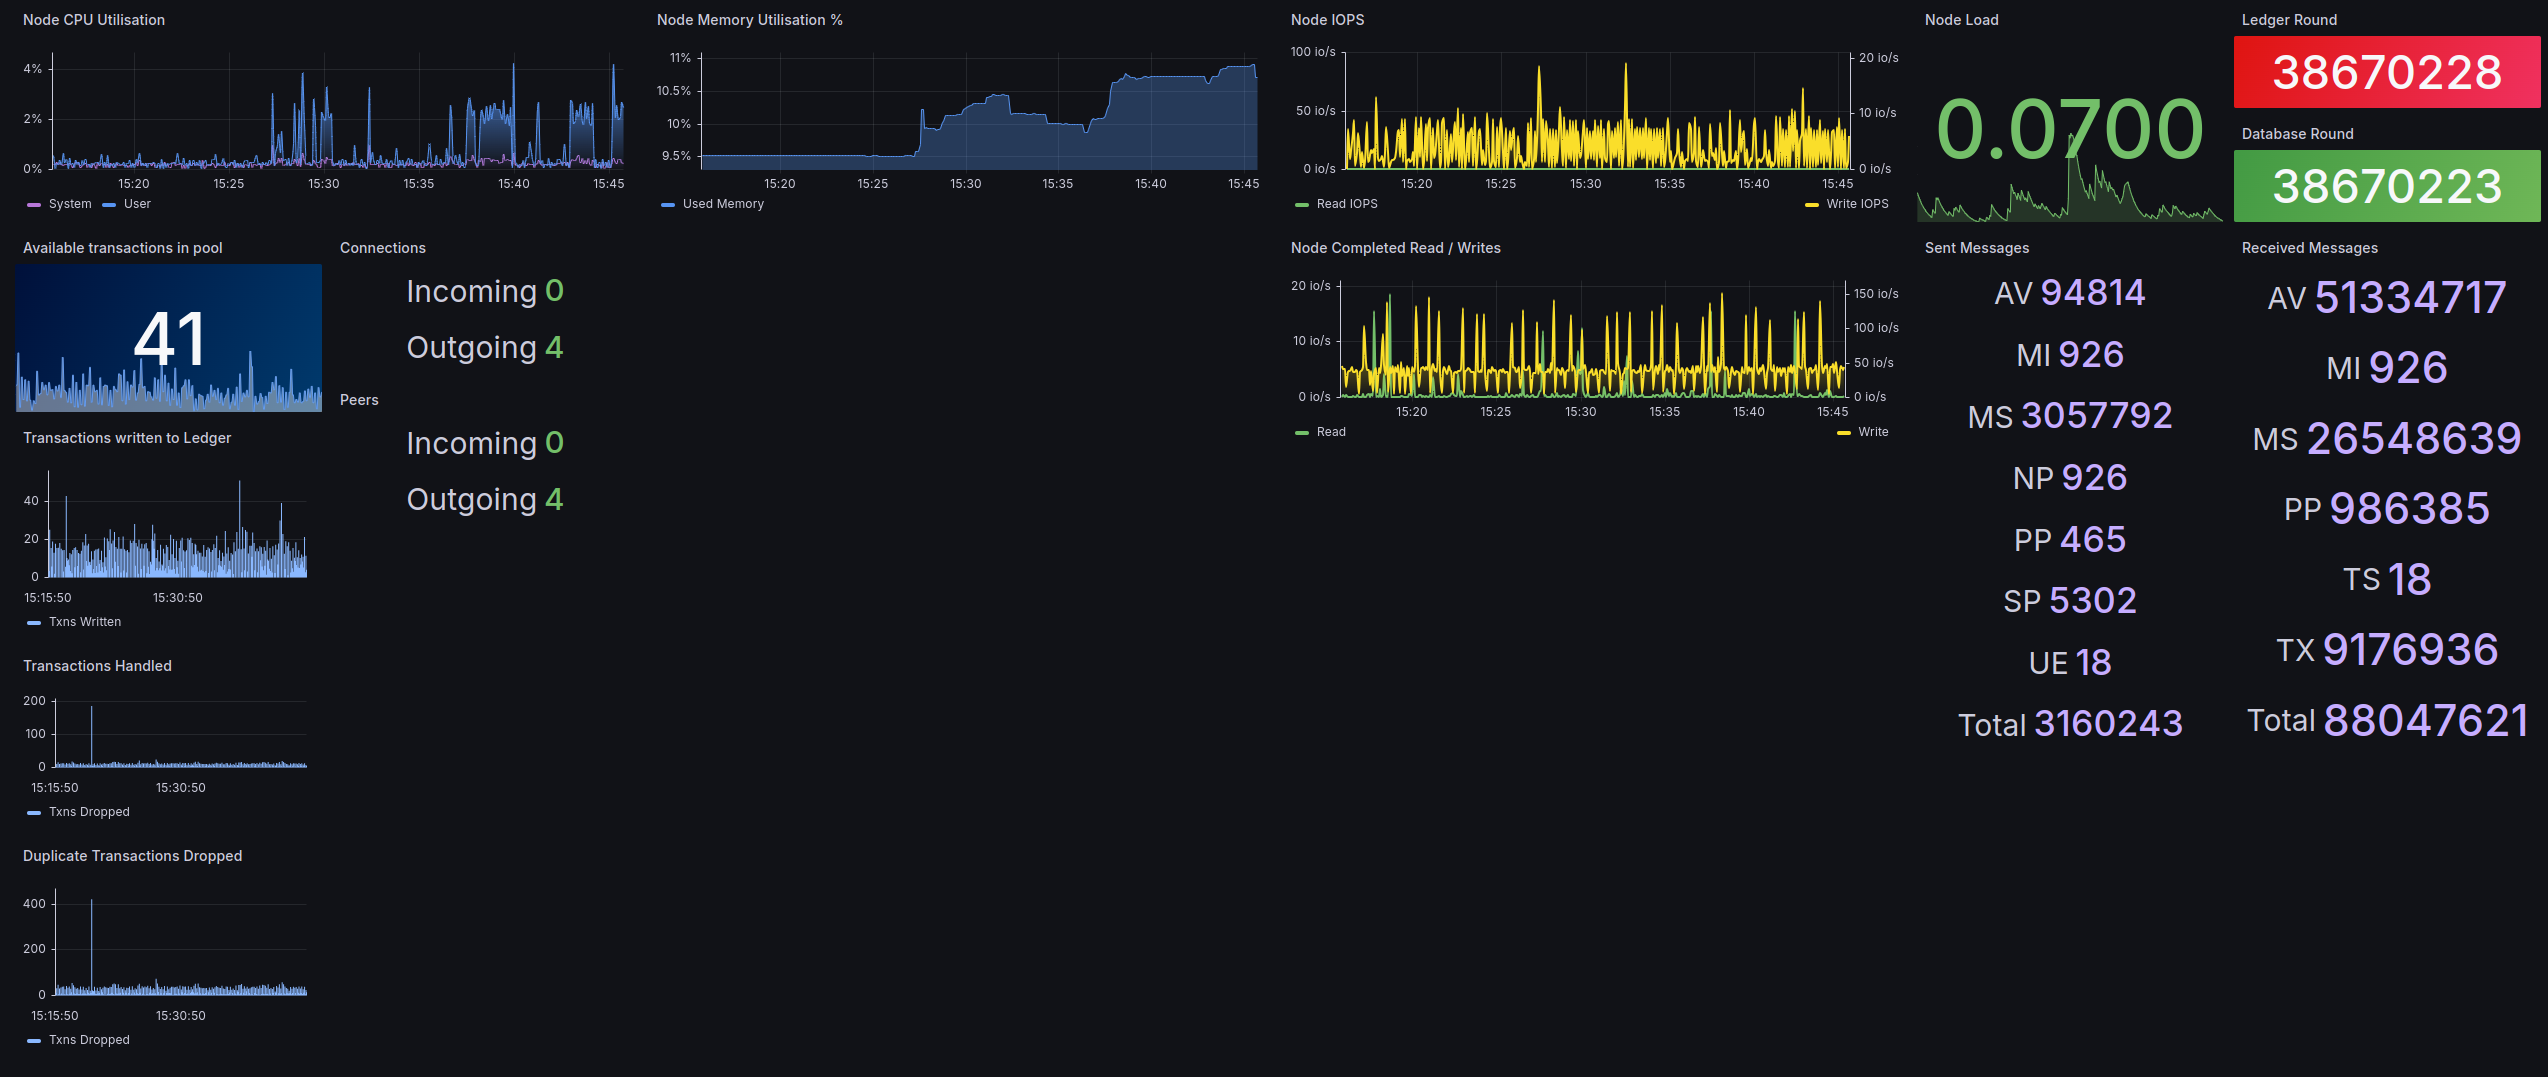 Node CPU Utilisation
4%
2%
0%
15:20 15:25 15:30 15:35 15:40 15:45
System User
Node Memory Utilisation %
11%
10.5%
10%
9.5%
15:20 15:25 15:30 15:35 15:40 15:45
Used Memory
Node IOPS
100 io/s
50 io/s
0 io/s
20 io/s
10 io/s
0 io/s
15:20 15:25 15:30 15:35 15:40 15:45
Read IOPS Write IOPS
Node Load
0.0700
Ledger Round
38670228
Database Round
38670223
Available transactions in pool
41
Connections
Incoming 0
Outgoing 4
Peers
Incoming 0
Outgoing 4
Node Completed Read / Writes
20 io/s
10 io/s
0 io/s
150 io/s
100 io/s
50 io/s
0 io/s
15:20 15:25 15:30 15:35 15:40 15:45
Read Write
Sent Messages
AV 94814
MI 926
MS 3057792
NP 926
PP 465
SP 5302
UE 18
Total 3160243
Received Messages
AV 51334717
MI 926
MS 26548639
PP 986385
TS 18
TX 9176936
Total 88047621
Transactions written to Ledger
40
20
0
15:15:50 15:30:50
Txns Written
Transactions Handled
200
100
0
15:15:50 15:30:50
Txns Dropped
Duplicate Transactions Dropped
400
200
0
15:15:50 15:30:50
Txns Dropped